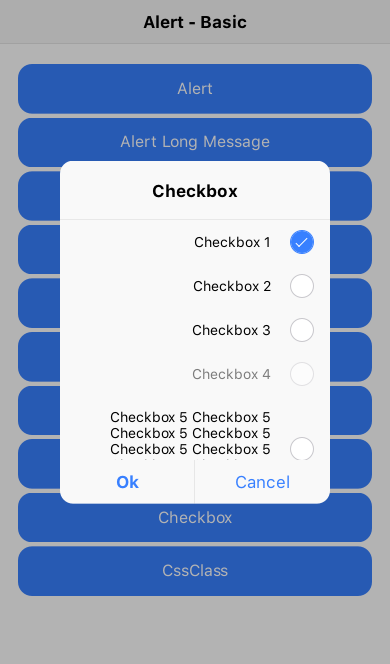 Alert - Basic
Alert
Alert Long Message
Checkbox
Checkbox 1
Checkbox 2
Checkbox 3
Checkbox 4
Checkbox 5 Checkbox 5
Checkbox 5 Checkbox 5
Checkbox 5 Checkbox 5
Ok
Cancel
Checkbox
CssClass